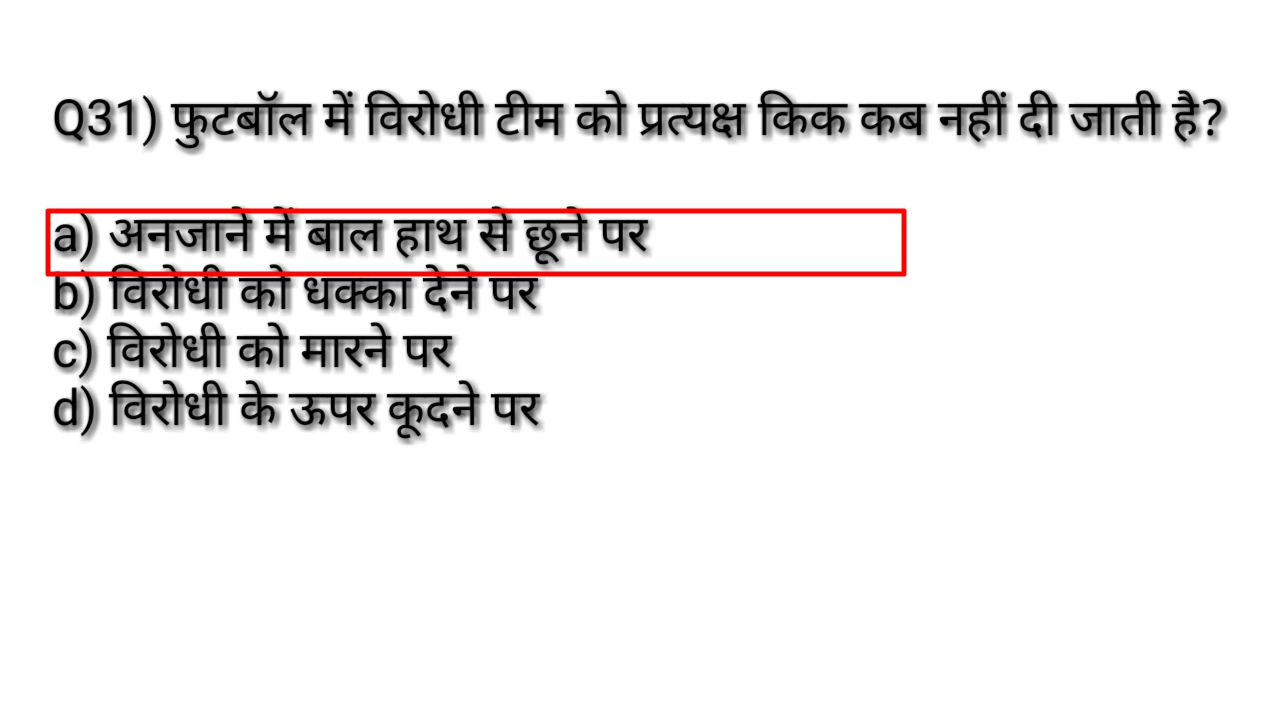 Q31) फुटबॉल में विरोधी टीम को प्रत्यक्ष किक कब नहीं दी जाती है?
a) अनजाने में बाल हाथ से छूने पर
b) विरोधी को धक्का देने पर
c) विरोधी को मारने पर
d) विरोधी के ऊपर कूदने पर